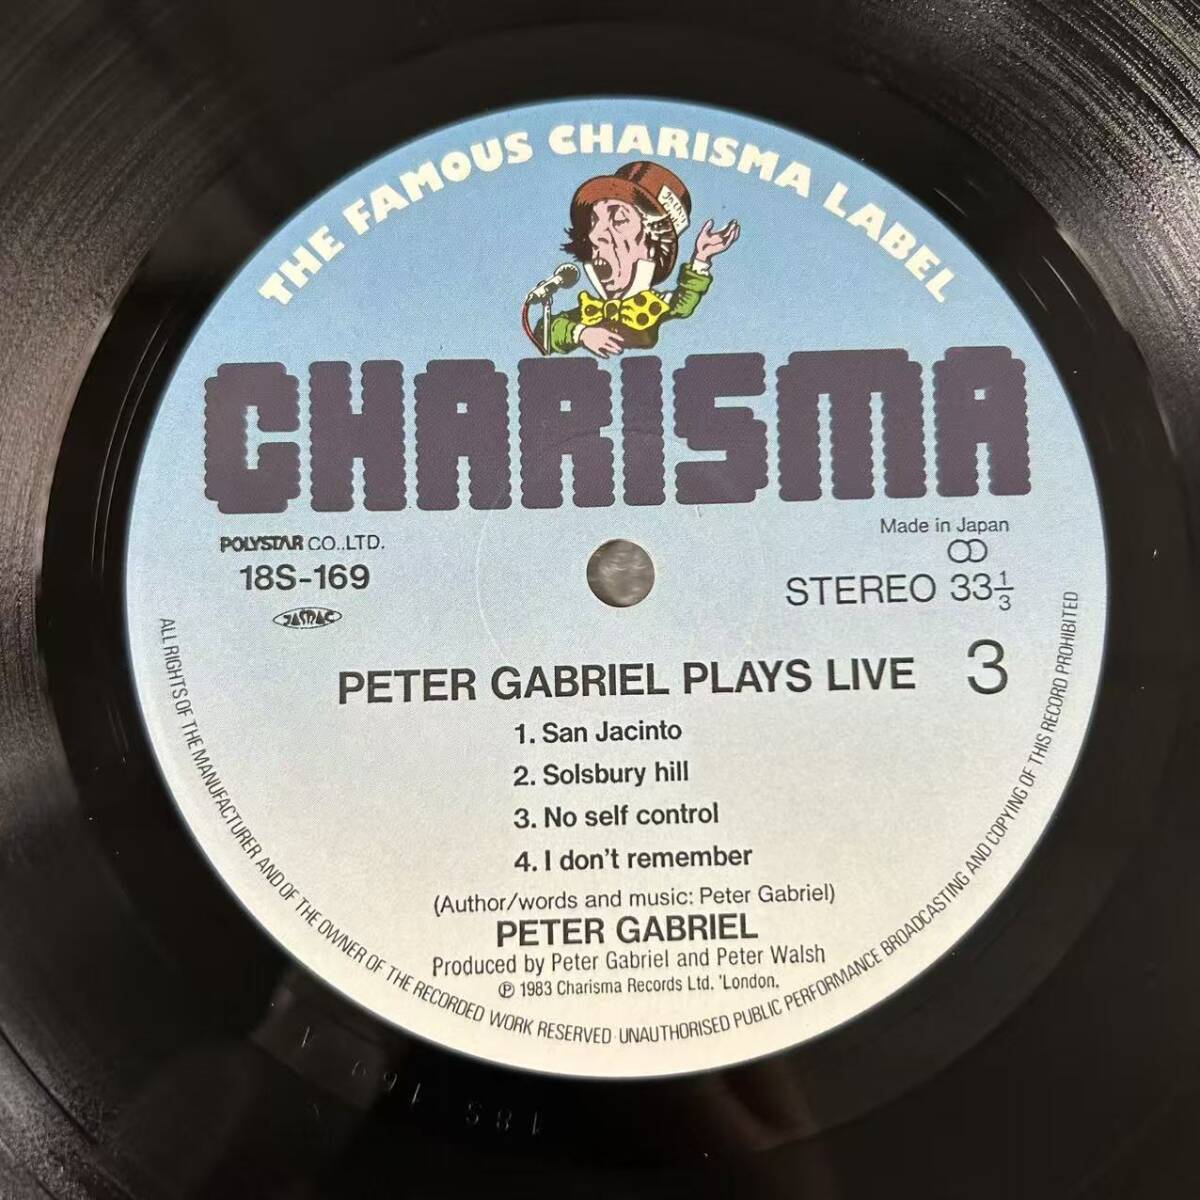 THE FAMOUS CHARISMA LABEL
CHARISMA
POLYSTAR CO.,LTD.
18S-169
JASRAC
Made in Japan
STEREO 33 1/3
PETER GABRIEL PLAYS LIVE 3
1. San Jacinto
2. Solsbury hill
3. No self control
4. I don't remember
(Author/words and music: Peter Gabriel)
PETER GABRIEL
Produced by Peter Gabriel and Peter Walsh
℗ 1983 Charisma Records Ltd. 'London.
ALL RIGHTS OF THE MANUFACTURER AND OF THE OWNER OF THE RECORDED WORK RESERVED · UNAUTHORISED PUBLIC PERFORMANCE BROADCASTING AND COPYING OF THIS RECORD PROHIBITED
18S 169